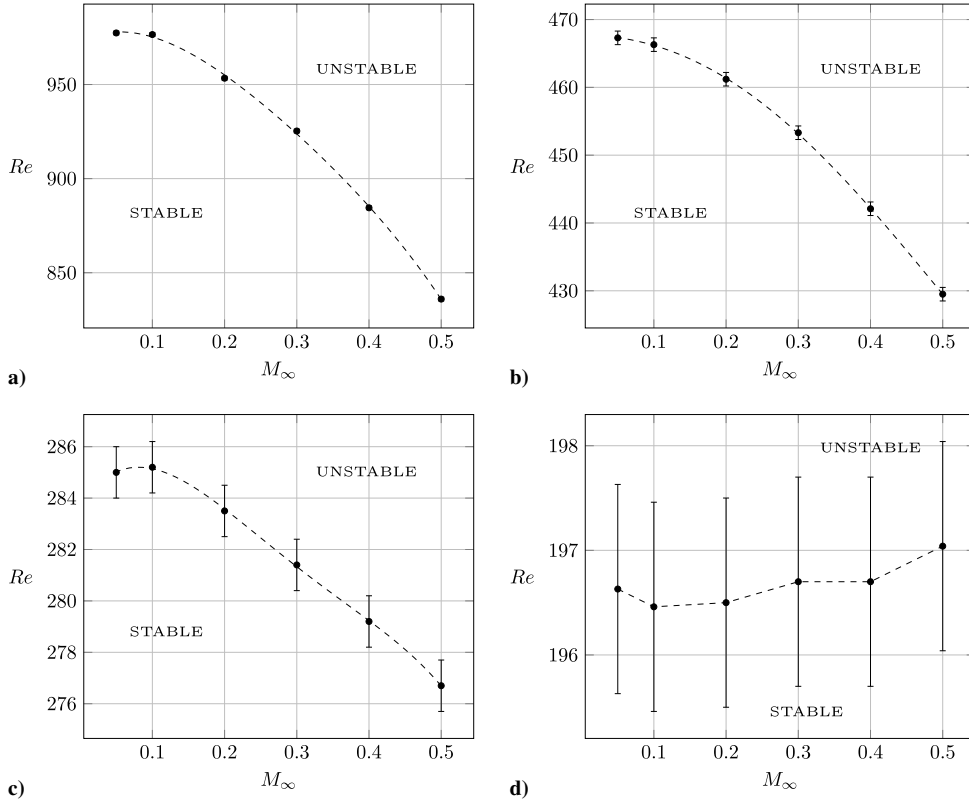 950
900
850
Re
UNSTABLE
STABLE
0.1 0.2 0.3 0.4 0.5
M∞
a)
470
460
450
440
430
Re
UNSTABLE
STABLE
0.1 0.2 0.3 0.4 0.5
M∞
b)
286
284
282
280
278
276
Re
UNSTABLE
STABLE
0.1 0.2 0.3 0.4 0.5
M∞
c)
198
197
196
Re
UNSTABLE
STABLE
0.1 0.2 0.3 0.4 0.5
M∞
d)